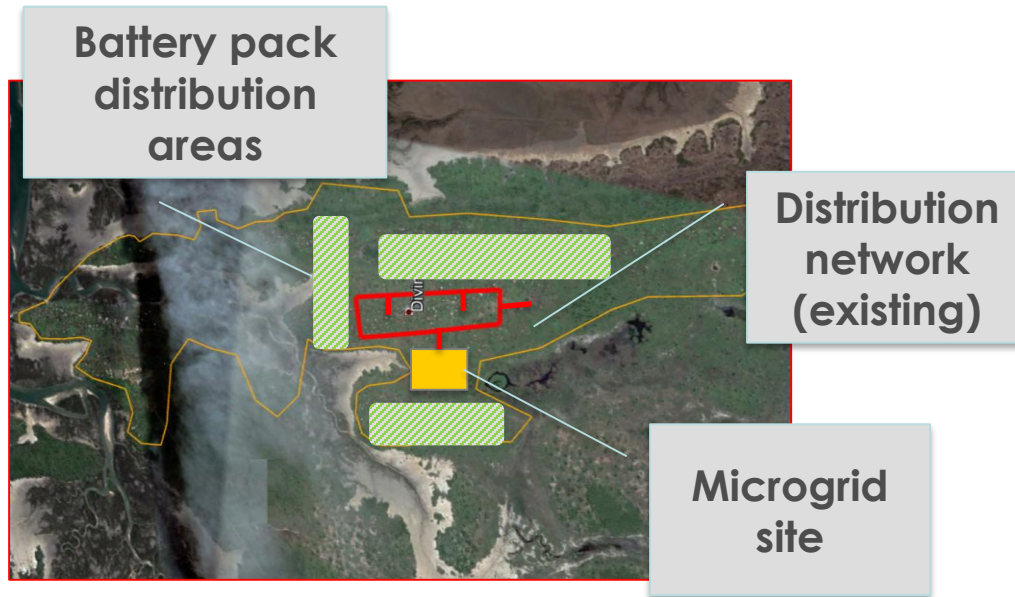 Battery pack
distribution
areas
Distribution
network
(existing)
Microgrid
site